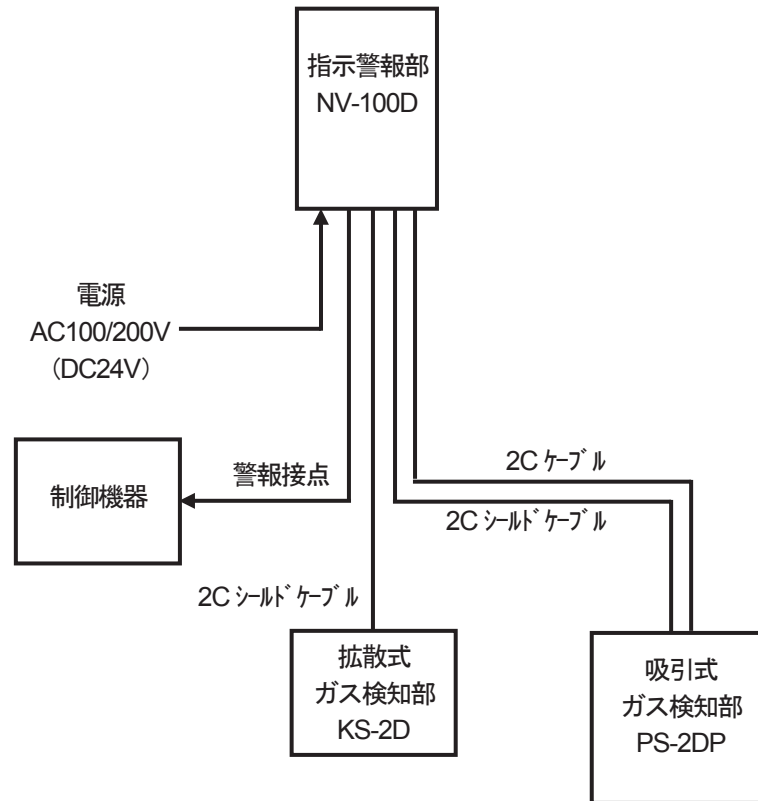 指示警報部
NV-100D
電源
AC100/200V
（DC24V）
制御機器
警報接点
2C ｹｰﾌﾞﾙ
2C ｼｰﾙﾄﾞｹｰﾌﾞﾙ
2C ｼｰﾙﾄﾞｹｰﾌﾞﾙ
拡散式
ガス検知部
KS-2D
吸引式
ガス検知部
PS-2DP